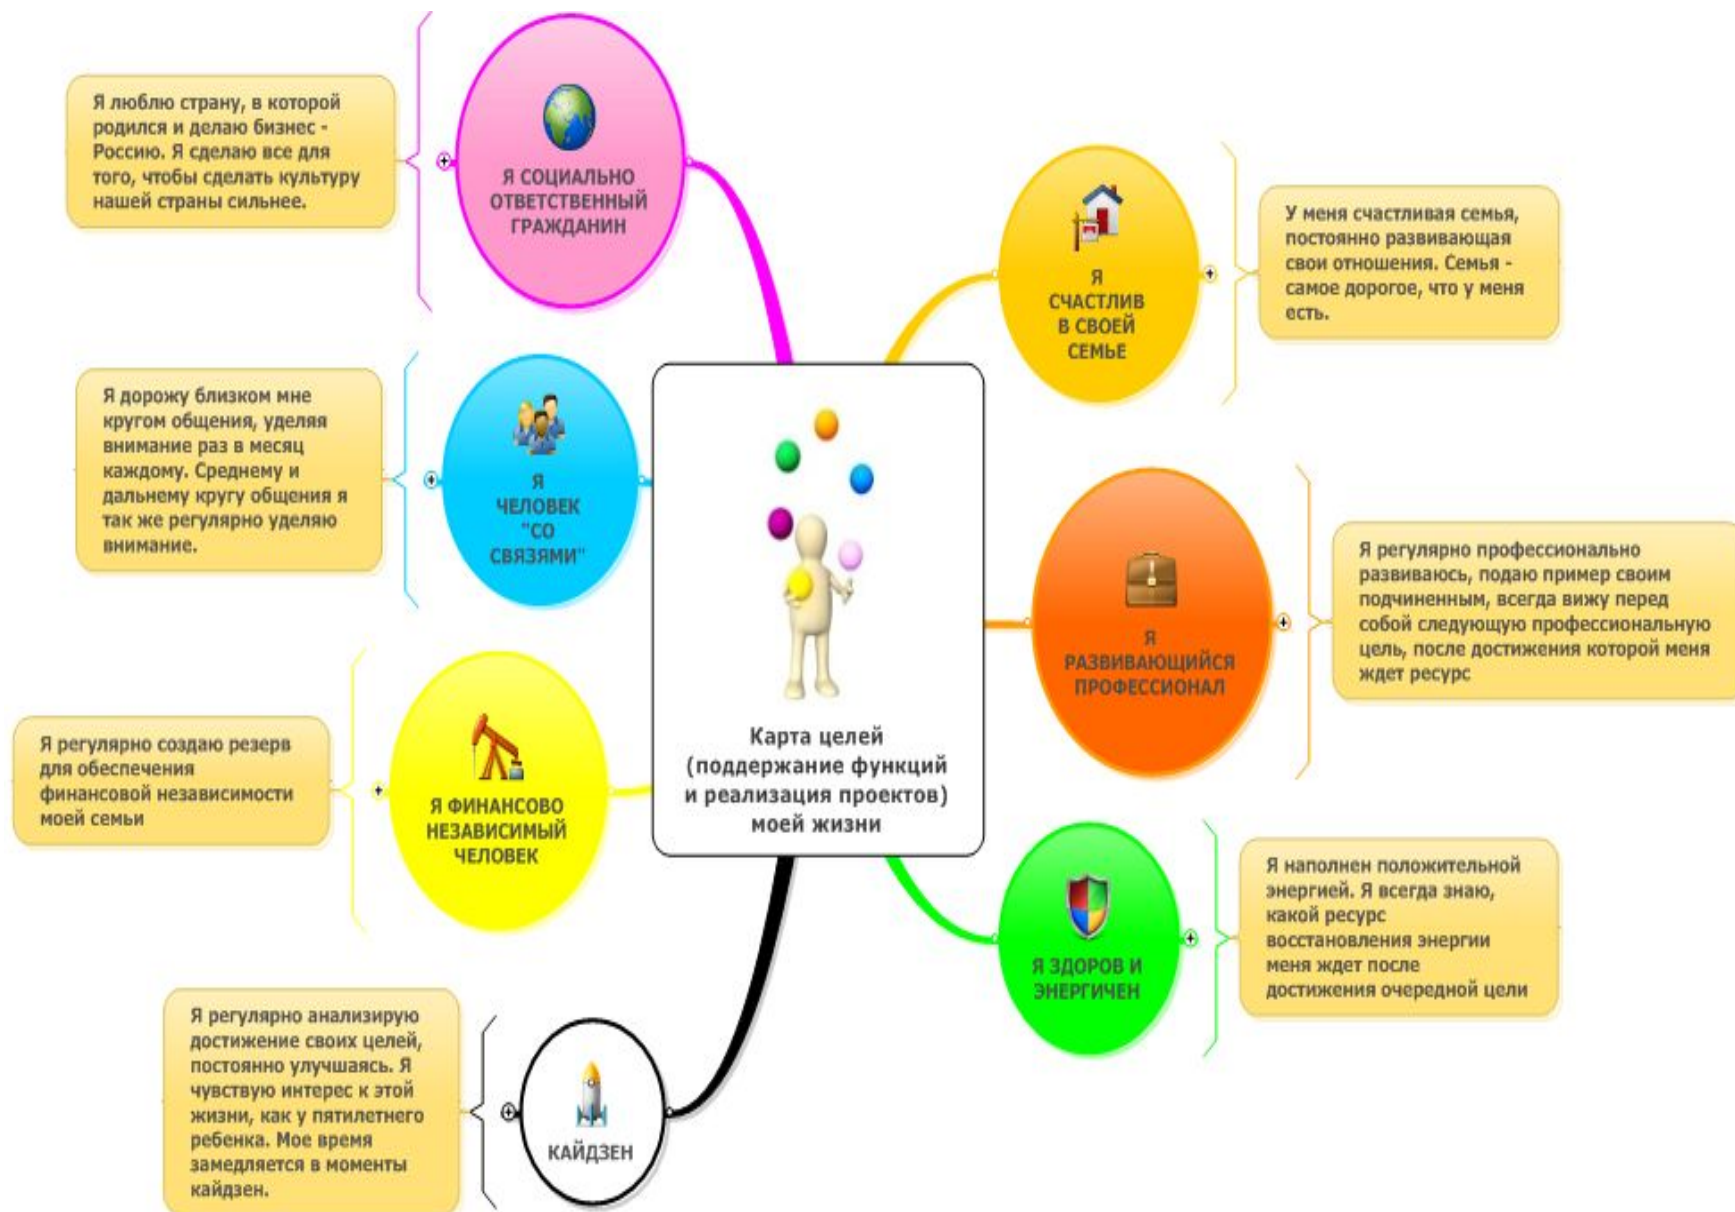 Я люблю страну, в которой
родился и делаю бизнес -
Россию. Я сделаю все для
того, чтобы сделать культуру
нашей страны сильнее.
Я СОЦИАЛЬНО
ОТВЕТСТВЕННЫЙ
ГРАЖДАНИН
Я
СЧАСТЛИВ
В СВОЕЙ
СЕМЬЕ
У меня счастливая семья,
постоянно развивающая
свои отношения. Семья -
самое дорогое, что у меня
есть.
Я дорожу близком мне
кругом общения, уделяя
внимание раз в месяц
каждому. Среднему и
дальнему кругу общения я
так же регулярно уделяю
внимание.
Я
ЧЕЛОВЕК
"СО
СВЯЗЯМИ"
Я
РАЗВИВАЮЩИЙСЯ
ПРОФЕССИОНАЛ
Я регулярно профессионально
развиваюсь, подаю пример своим
подчиненным, всегда вижу перед
собой следующую профессиональную
цель, после достижения которой меня
ждет ресурс
Карта целей
(поддержание функций
и реализация проектов)
моей жизни
Я регулярно создаю резерв
для обеспечения
финансовой независимости
моей семьи
Я ФИНАНСОВО
НЕЗАВИСИМЫЙ
ЧЕЛОВЕК
Я ЗДОРОВ И
ЭНЕРГИЧЕН
Я наполнен положительной
энергией. Я всегда знаю,
какой ресурс
восстановления энергии
меня ждет после
достижения очередной цели
Я регулярно анализирую
достижение своих целей,
постоянно улучшаясь. Я
чувствую интерес к этой
жизни, как у пятилетнего
ребенка. Мое время
замедляется в моменты
кайдзен.
КАЙДЗЕН